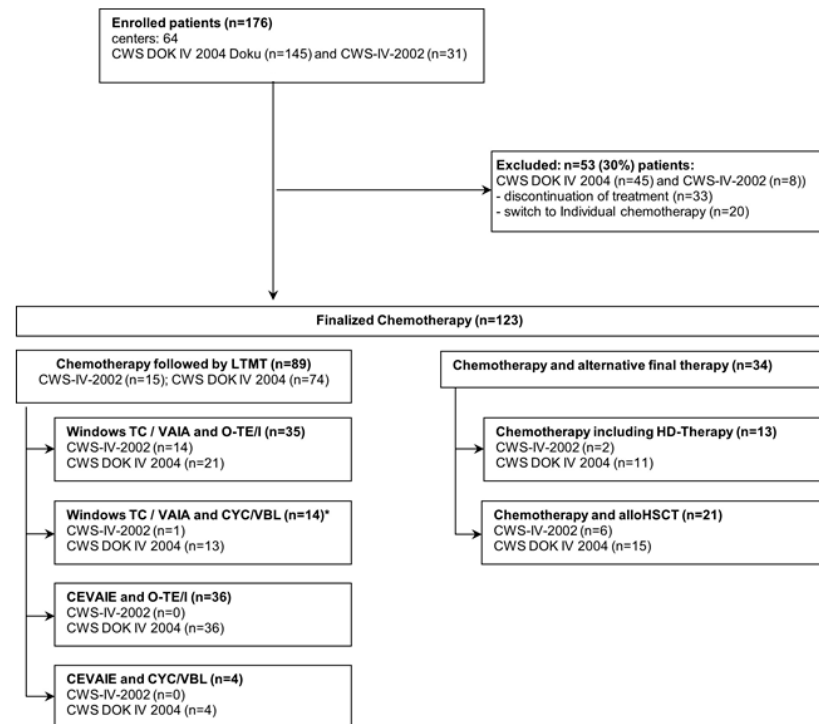 Enrolled patients (n=176)
centers: 64
CWS DOK IV 2004 Doku (n=145) and CWS-IV-2002 (n=31)
Excluded: n=53 (30%) patients:
CWS DOK IV 2004 (n=45) and CWS-IV-2002 (n=8))
- discontinuation of treatment (n=33)
- switch to Individual chemotherapy (n=20)
Finalized Chemotherapy (n=123)
Chemotherapy followed by LTMT (n=89)
CWS-IV-2002 (n=15); CWS DOK IV 2004 (n=74)
Windows TC / VAIA and O-TE/I (n=35)
CWS-IV-2002 (n=14)
CWS DOK IV 2004 (n=21)
Windows TC / VAIA and CYC/VBL (n=14)*
CWS-IV-2002 (n=1)
CWS DOK IV 2004 (n=13)
CEVAIE and O-TE/I (n=36)
CWS-IV-2002 (n=0)
CWS DOK IV 2004 (n=36)
CEVAIE and CYC/VBL (n=4)
CWS-IV-2002 (n=0)
CWS DOK IV 2004 (n=4)
Chemotherapy and alternative final therapy (n=34)
Chemotherapy including HD-Therapy (n=13)
CWS-IV-2002 (n=2)
CWS DOK IV 2004 (n=11)
Chemotherapy and alloHSCT (n=21)
CWS-IV-2002 (n=6)
CWS DOK IV 2004 (n=15)